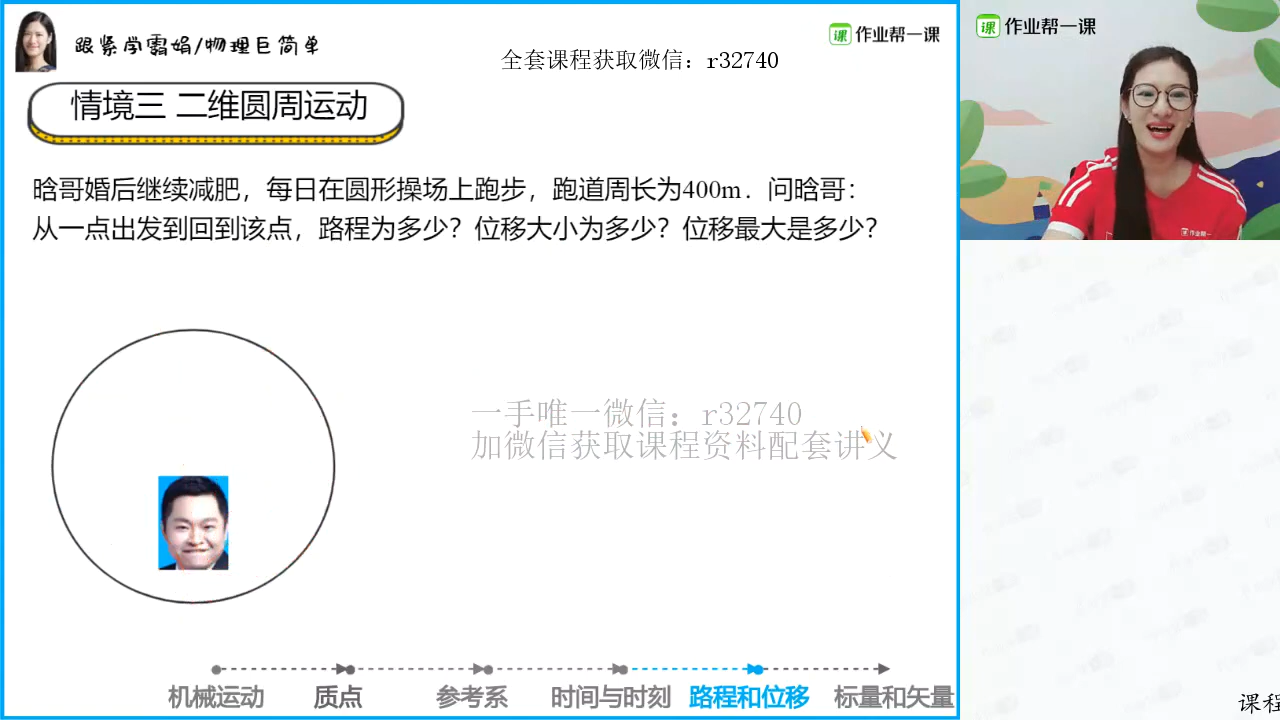 跟紧学霸娟/物理巨简单
课 作业帮一课
全套课程获取微信：r32740
情境三 二维圆周运动
晗哥婚后继续减肥，每日在圆形操场上跑步，跑道周长为400m．问晗哥：
从一点出发到回到该点，路程为多少？位移大小为多少？位移最大是多少？
一手唯一微信：r32740
加微信获取课程资料配套讲义
机械运动 质点 参考系 时间与时刻 路程和位移 标量和矢量
课 作业帮一课
课 作业帮一
课程